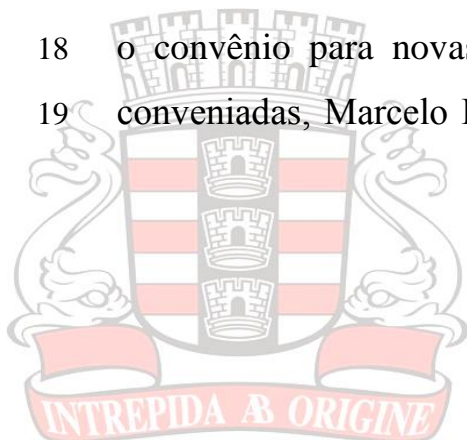 18 o convênio para novas
19 conveniadas, Marcelo
INTREPIDA AB ORIGINE